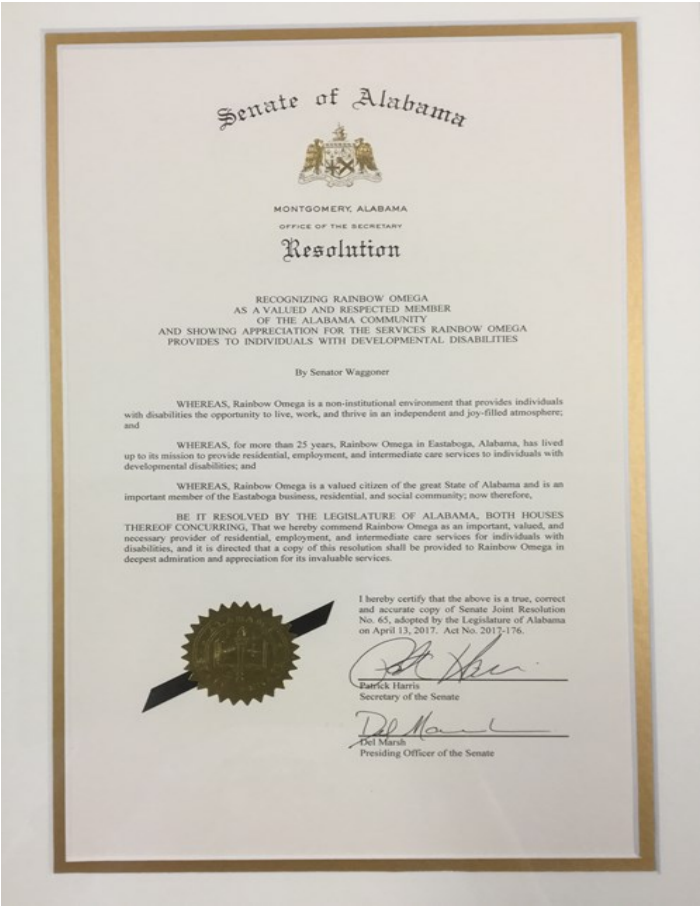 Senate of Alabama
MONTGOMERY, ALABAMA
OFFICE OF THE SECRETARY
Resolution
RECOGNIZING RAINBOW OMEGA
AS A VALUED AND RESPECTED MEMBER
OF THE ALABAMA COMMUNITY
AND SHOWING APPRECIATION FOR THE SERVICES RAINBOW OMEGA
PROVIDES TO INDIVIDUALS WITH DEVELOPMENTAL DISABILITIES
By Senator Waggoner
WHEREAS, Rainbow Omega is a non-institutional environment that provides individuals
with disabilities the opportunity to live, work, and thrive in an independent and joy-filled atmosphere;
and
WHEREAS, for more than 25 years, Rainbow Omega in Eastaboga, Alabama, has lived
up to its mission to provide residential, employment, and intermediate care services to individuals with
developmental disabilities; and
WHEREAS, Rainbow Omega is a valued citizen of the great State of Alabama and is an
important member of the Eastaboga business, residential, and social community; now therefore,
BE IT RESOLVED BY THE LEGISLATURE OF ALABAMA, BOTH HOUSES
THEREOF CONCURRING, That we hereby commend Rainbow Omega as an important, valued, and
necessary provider of residential, employment, and intermediate care services for individuals with
disabilities, and it is directed that a copy of this resolution shall be provided to Rainbow Omega in
deepest admiration and appreciation for its invaluable services.
I hereby certify that the above is a true, correct
and accurate copy of Senate Joint Resolution
No. 65, adopted by the Legislature of Alabama
on April 13, 2017. Act No. 2017-176.
Patrick Harris
Secretary of the Senate
Del Marsh
Presiding Officer of the Senate